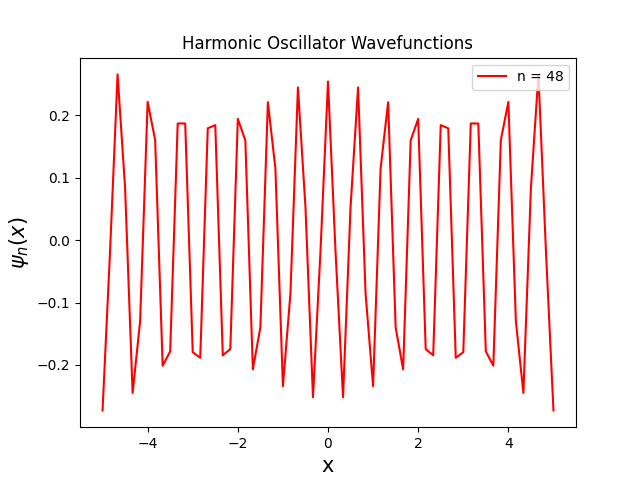 Harmonic Oscillator Wavefunctions
n = 48
ψn(x)
0.2
0.1
0.0
−0.1
−0.2
−4
−2
0
2
4
x